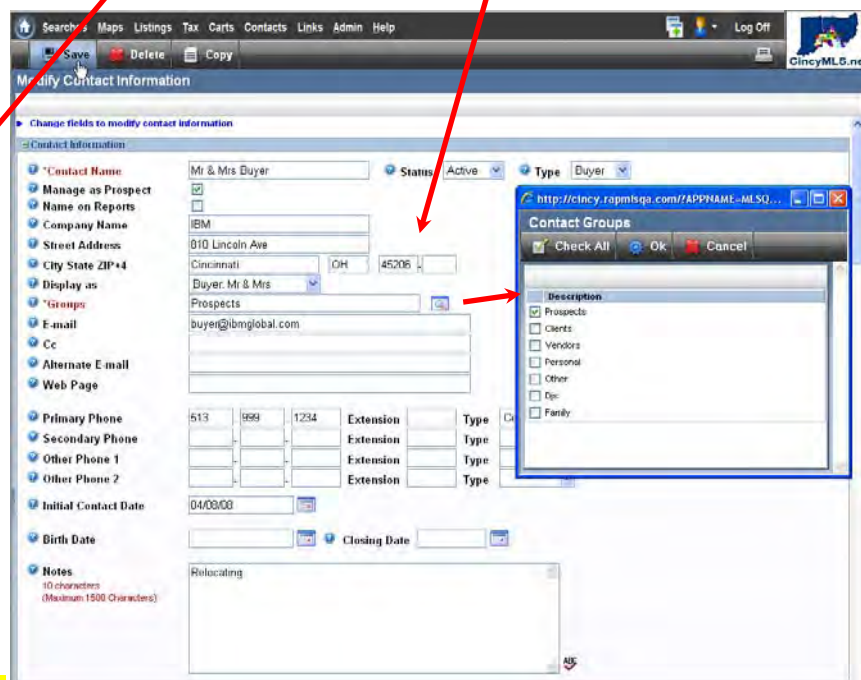 Searches Maps Listings Tax Carts Contacts Links Admin Help Log Off
Save Delete Copy
CincyMLS.ne
Modify Contact Information
Change fields to modify contact information
Contact Information
*Contact Name Mr & Mrs Buyer Status Active Type Buyer
Manage as Prospect
Name on Reports
Company Name IBM
Street Address 810 Lincoln Ave
City State ZIP+4 Cincinnati OH 45206 -
Display as Buyer, Mr & Mrs
*Groups Prospects
E-mail buyer@ibmglobal.com
Cc
Alternate E-mail
Web Page
Primary Phone 513 999 1234 Extension Type
Secondary Phone - - Extension Type
Other Phone 1 - - Extension Type
Other Phone 2 - - Extension Type
Initial Contact Date 04/08/08
Birth Date Closing Date
Notes Relocating
10 characters
(Maximum 1500 Characters)
ABC
http://cincy.rapmlsqa.com/?APPNAME=MLSQ...
Contact Groups
Check All Ok Cancel
Description
Prospects
Clients
Vendors
Personal
Other
Family